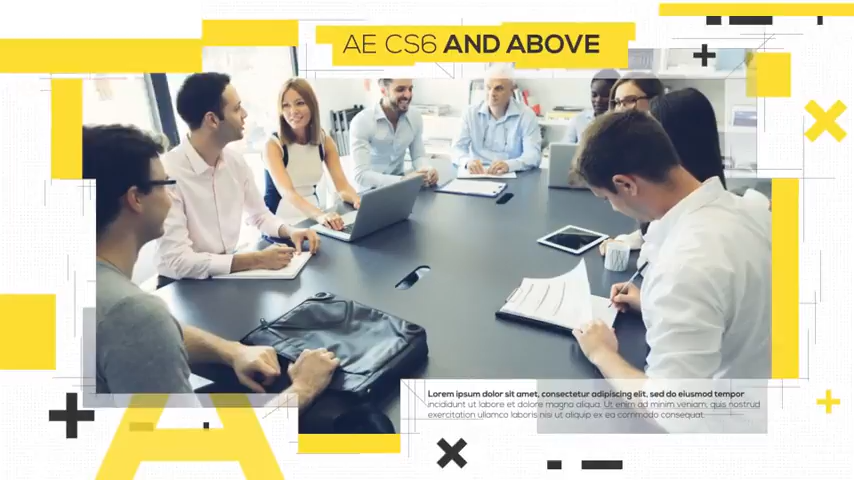 AE CS6 AND ABOVE
Lorem ipsum dolor sit amet, consectetur adipiscing elit, sed do eiusmod tempor
incididunt ut labore et dolore magna aliqua. Ut enim ad minim veniam, quis nostrud
exercitation ullamco laboris nisi ut aliquip ex ea commodo consequat.
A